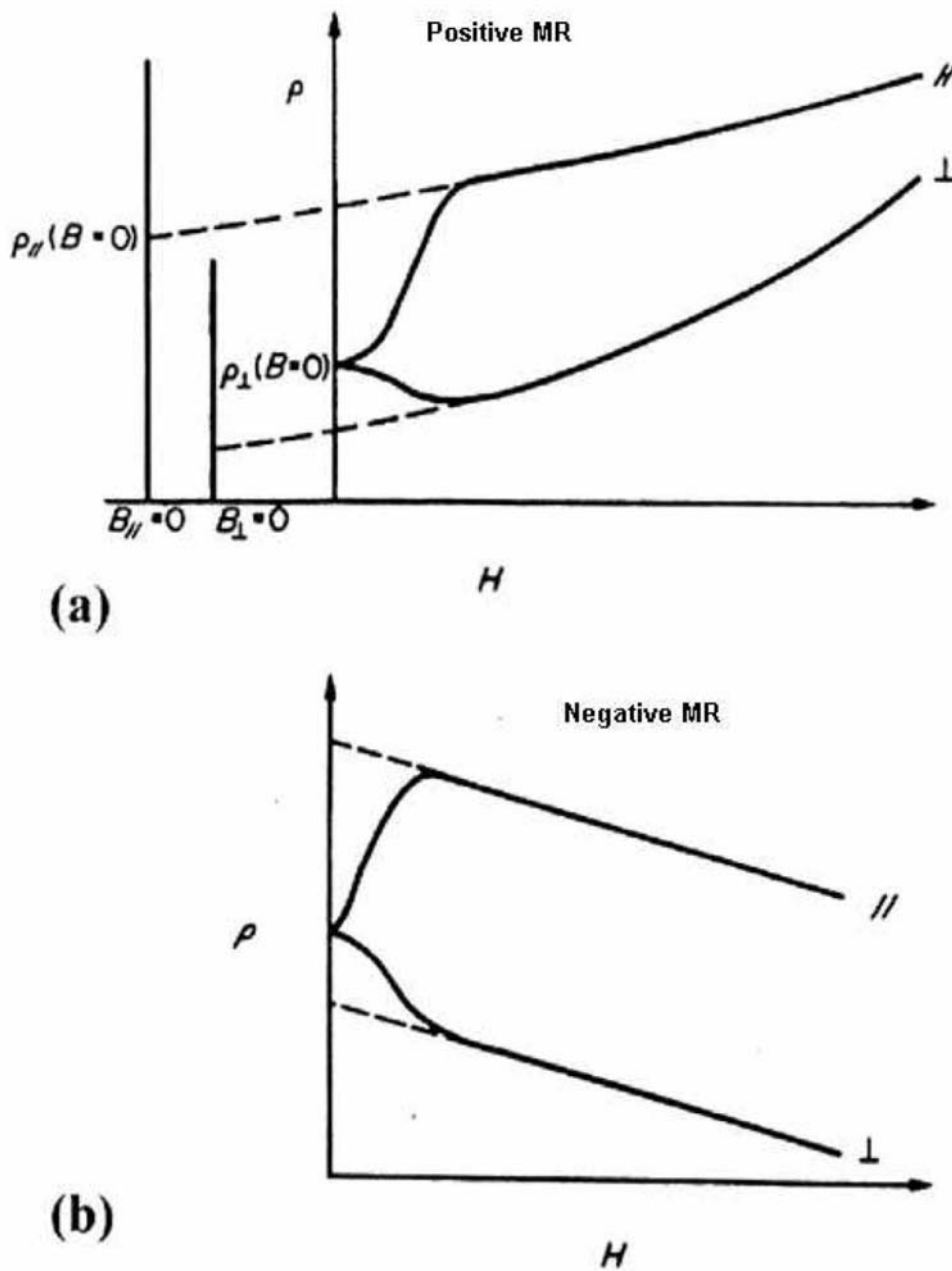 Positive MR
ρ
//
⊥
ρ// (B=0)
ρ⊥ (B=0)
B// =0
B⊥=0
H
(a)
Negative MR
ρ
//
⊥
H
(b)